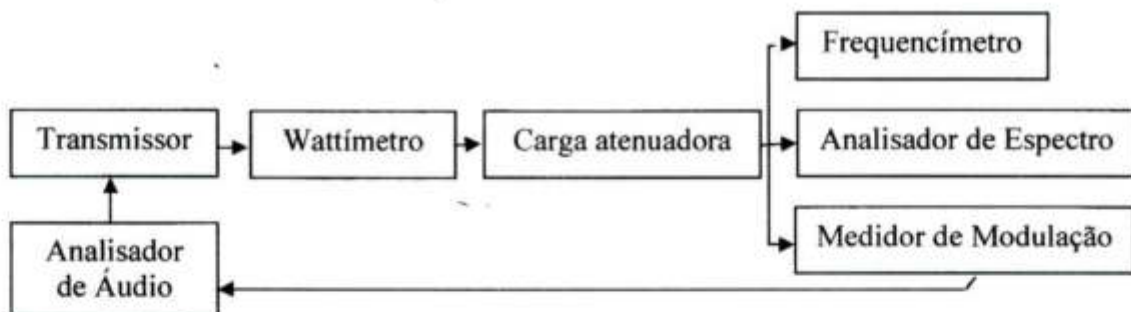 Frequencímetro
Transmissor
Wattímetro
Carga atenuadora
Analisador de Espectro
Analisador
de Áudio
Medidor de Modulação